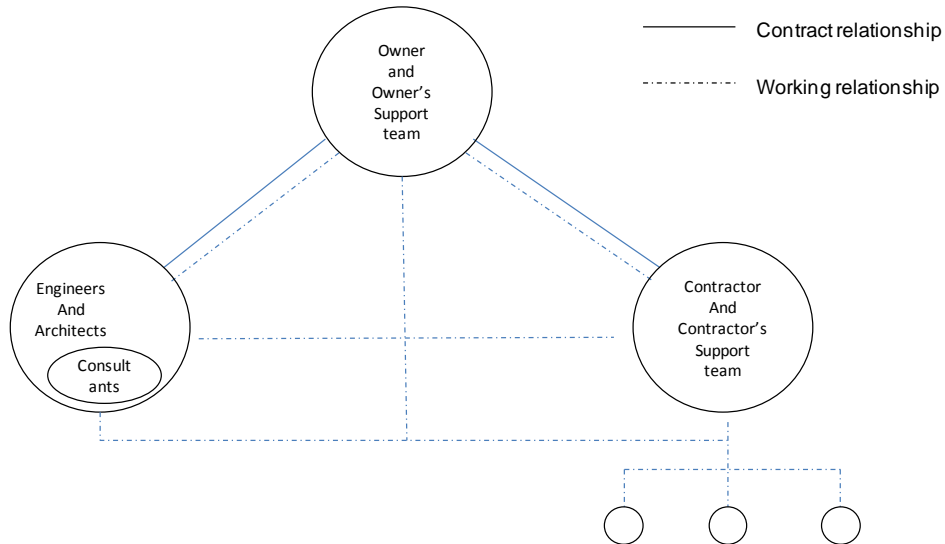 Owner
and
Owner's
Support
team
Contract relationship
Working relationship
Engineers
And
Architects
Consult
ants
Contractor
And
Contractor's
Support
team